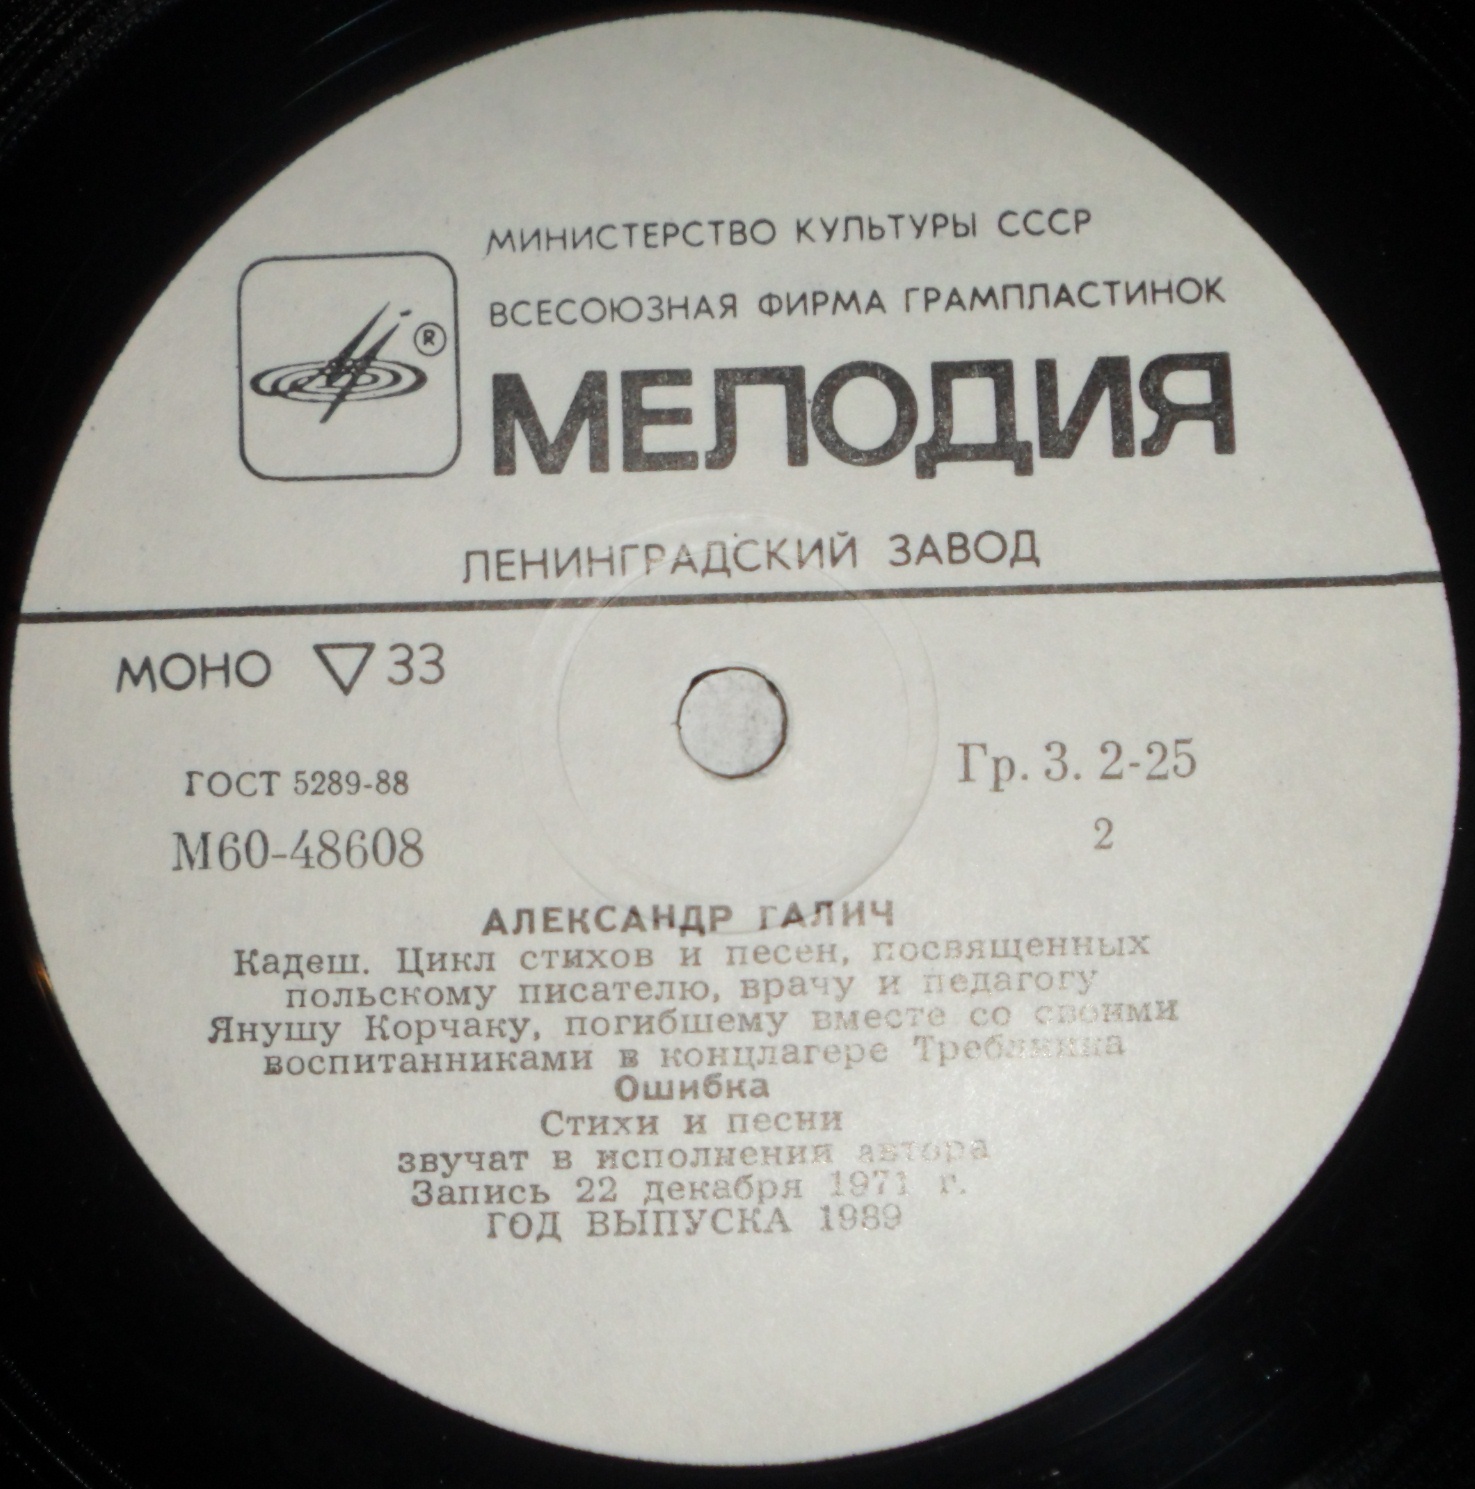 МИНИСТЕРСТВО КУЛЬТУРЫ СССР
ВСЕСОЮЗНАЯ ФИРМА ГРАМПЛАСТИНОК
®
МЕЛОДИЯ
ЛЕНИНГРАДСКИЙ ЗАВОД
МОНО ▽ 33
ГОСТ 5289-88
Гр. 3. 2-25
М60-48608
2
АЛЕКСАНДР ГАЛИЧ
Кадеш. Цикл стихов и песен, посвященных
польскому писателю, врачу и педагогу
Янушу Корчаку, погибшему вместе со своими
воспитанниками в концлагере
Ошибка
Стихи и песни
звучат в исполнении автора
Запись 22 декабря 1971 г.
ГОД ВЫПУСКА 1989